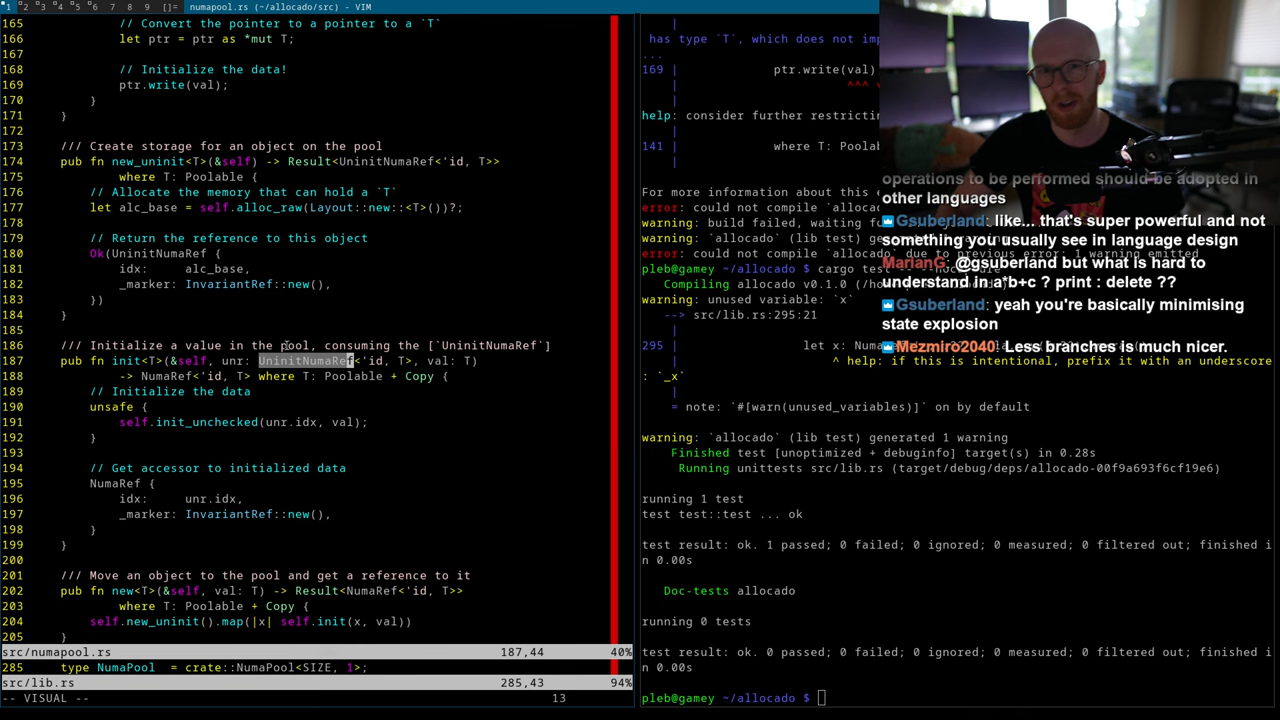 1 2 3 4 5 6 7 8 9 []= numapool.rs (~/allocado/src) - VIM
165 // Convert the pointer to a pointer to a `T`
166 let ptr = ptr as *mut T;
167
168 // Initialize the data!
169 ptr.write(val);
170 }
171 }
172
173 /// Create storage for an object on the pool
174 pub fn new_uninit<T>(&self) -> Result<UninitNumaRef<'id, T>>
175 where T: Poolable {
176 // Allocate the memory that can hold a `T`
177 let alc_base = self.alloc_raw(Layout::new::<T>())?;
178
179 // Return the reference to this object
180 Ok(UninitNumaRef {
181 idx: alc_base,
182 _marker: InvariantRef::new(),
183 })
184 }
185
186 /// Initialize a value in the pool, consuming the [`UninitNumaRef`]
187 pub fn init<T>(&self, unr: UninitNumaRef<'id, T>, val: T)
188 -> NumaRef<'id, T> where T: Poolable + Copy {
189 // Initialize the data
190 unsafe {
191 self.init_unchecked(unr.idx, val);
192 }
193
194 // Get accessor to initialized data
195 NumaRef {
196 idx: unr.idx,
197 _marker: InvariantRef::new(),
198 }
199 }
200
201 /// Move an object to the pool and get a reference to it
202 pub fn new<T>(&self, val: T) -> Result<NumaRef<'id, T>>
203 where T: Poolable + Copy {
204 self.new_uninit().map(|x| self.init(x, val))
205 }
src/numapool.rs 187,44 40%
285 type NumaPool = crate::NumaPool<SIZE, 1>;
src/lib.rs 285,43 94%
-- VISUAL -- 13
|
has type `T`, which does not
...
169 | ptr.write(val)
| ^^^
|
help: consider further
|
141 | where T:
|
For more information about this
error: could not compile
warning: build failed, waiting
warning: `allocado` (lib test)
error: could not compile `allocado` due to previous error; 1 warning emitted
pleb@gamey ~/allocado $ cargo test -- --nocapture
Compiling allocado v0.1.0
warning: unused variable: `x`
--> src/lib.rs:295:21
|
295 | let x:
| ^ help: if this is intentional, prefix it with an underscore
: `_x`
|
= note: `#[warn(unused_variables)]` on by default
warning: `allocado` (lib test) generated 1 warning
Finished test [unoptimized + debuginfo] target(s) in 0.28s
Running unittests src/lib.rs (target/debug/deps/allocado-00f9a693f6cf19e6)
running 1 test
test test::test ... ok
test result: ok. 1 passed; 0 failed; 0 ignored; 0 measured; 0 filtered out; finished i
n 0.00s
Doc-tests allocado
running 0 tests
test result: ok. 0 passed; 0 failed; 0 ignored; 0 measured; 0 filtered out; finished i
n 0.00s
pleb@gamey ~/allocado $
operations to be performed should be adopted in
other languages
Gsuberland: like... that's super powerful and not
something you usually see in language design
MarianG: @gsuberland but what is hard to
understand in a*b+c ? print : delete ??
Gsuberland: yeah you're basically minimising
state explosion
Mezmiro2040: Less branches is much nicer.